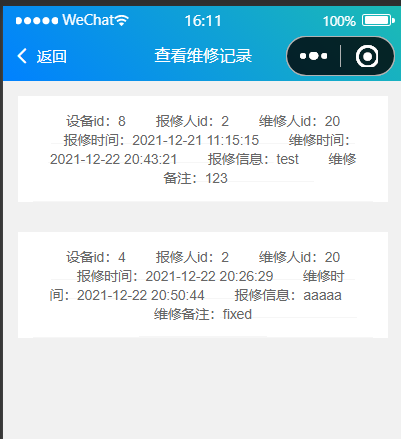 WeChat 16:11 100%
返回 查看维修记录
设备id：8 报修人id：2 维修人id：20
报修时间：2021-12-21 11:15:15 维修时间：
2021-12-22 20:43:21 报修信息：test 维修
备注：123
设备id：4 报修人id：2 维修人id：20
报修时间：2021-12-22 20:26:29 维修时
间：2021-12-22 20:50:44 报修信息：aaaaa
维修备注：fixed